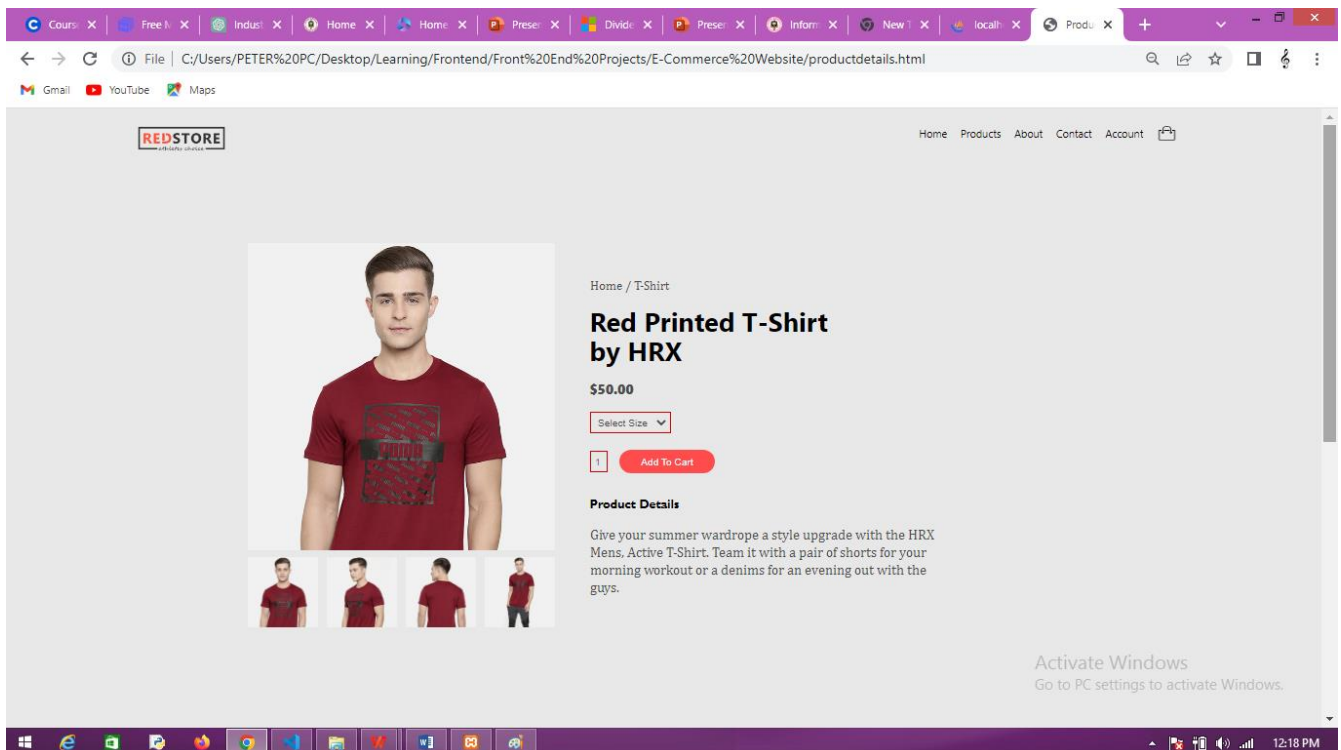 Cours
Free M
Indust
Home
Home
Preser
Divide
Preser
Inform
New T
localh
Produ
File | C:/Users/PETER%20PC/Desktop/Learning/Frontend/Front%20End%20Projects/E-Commerce%20Website/productdetails.html
Gmail YouTube Maps
REDSTORE
Home Products About Contact Account
Home / T-Shirt
Red Printed T-Shirt
by HRX
$50.00
Select Size
1 Add To Cart
Product Details
Give your summer wardrope a style upgrade with the HRX
Mens, Active T-Shirt. Team it with a pair of shorts for your
morning workout or a denims for an evening out with the
guys.
Activate Windows
Go to PC settings to activate Windows.
12:18 PM